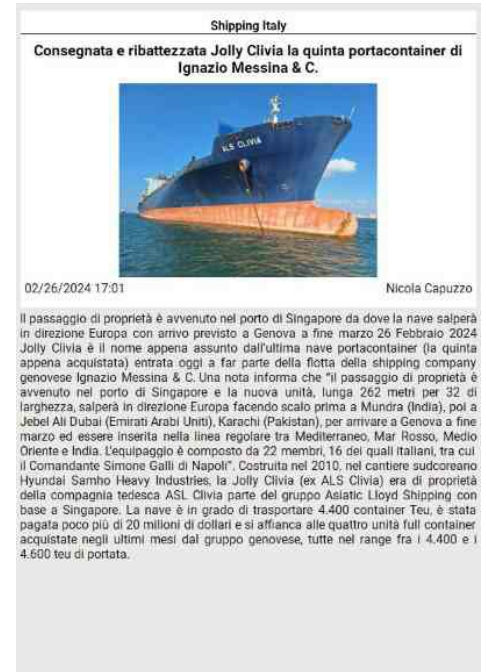 Shipping Italy
Consegnata e ribattezzata Jolly Clivia la quinta portacontainer di
Ignazio Messina & C.
ALS CLIVIA
02/26/2024 17:01
Nicola Capuzzo
Il passaggio di proprietà è avvenuto nel porto di Singapore da dove la nave salperà
in direzione Europa con arrivo previsto a Genova a fine marzo 26 Febbraio 2024
Jolly Clivia è il nome appena assunto dall'ultima nave portacontainer (la quinta
appena acquistata) entrata oggi a far parte della flotta della shipping company
genovese Ignazio Messina & C. Una nota informa che "il passaggio di proprietà è
avvenuto nel porto di Singapore e la nuova unità, lunga 262 metri per 32 di
larghezza, salperà in direzione Europa facendo scalo prima a Mundra (India), poi a
Jebel Ali Dubai (Emirati Arabi Uniti), Karachi (Pakistan), per arrivare a Genova a fine
marzo ed essere inserita nella linea regolare tra Mediterraneo, Mar Rosso, Medio
Oriente e India. L'equipaggio è composto da 22 membri, 16 dei quali italiani, tra cui
il Comandante Simone Galli di Napoli". Costruita nel 2010, nel cantiere sudcoreano
Hyundai Samho Heavy Industries, la Jolly Clivia (ex ALS Clivia) era di proprietà
della compagnia tedesca ASL Clivia parte del gruppo Asiatic Lloyd Shipping con
base a Singapore. La nave è in grado di trasportare 4.400 container Teu, è stata
pagata poco più di 20 milioni di dollari e si affianca alle quattro unità full container
acquistate negli ultimi mesi dal gruppo genovese, tutte nel range fra i 4.400 e i
4.600 teu di portata.